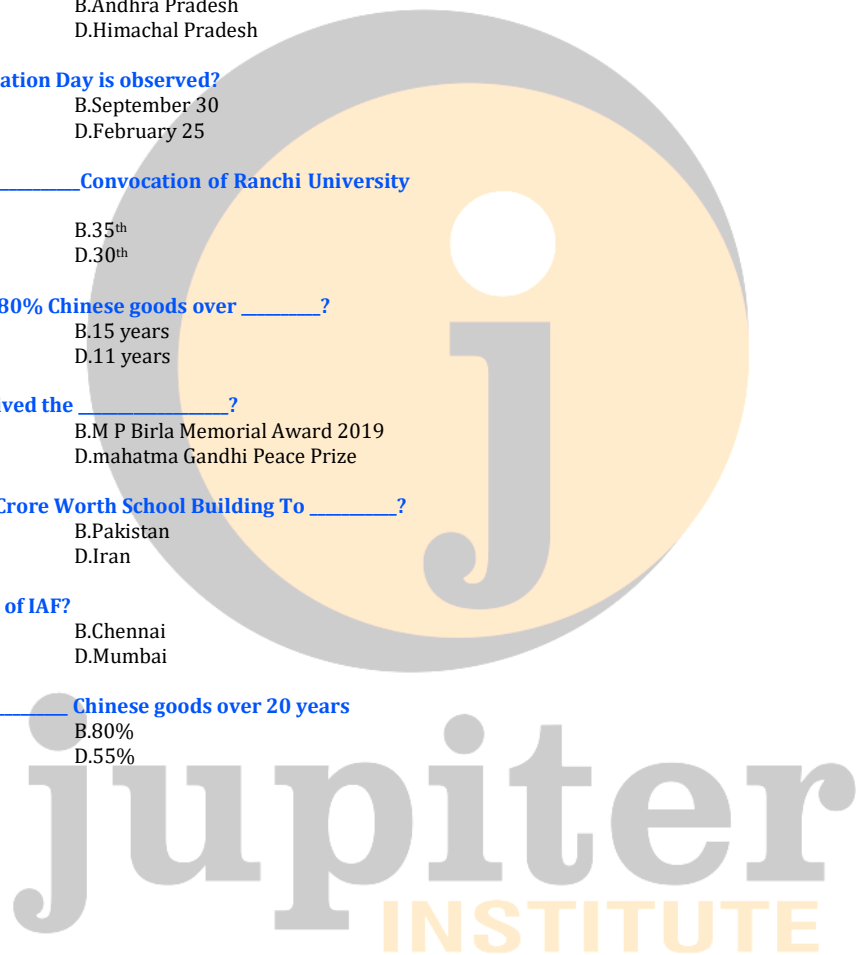 B.Andhra Pradesh
D.Himachal Pradesh
ation Day is observed?
B.September 30
D.February 25
__________Convocation of Ranchi University
B.35th
D.30th
80% Chinese goods over _________?
B.15 years
D.11 years
ved the _________________?
B.M P Birla Memorial Award 2019
D.mahatma Gandhi Peace Prize
Crore Worth School Building To __________?
B.Pakistan
D.Iran
of IAF?
B.Chennai
D.Mumbai
________ Chinese goods over 20 years
B.80%
D.55%
j
jupiter
INSTITUTE